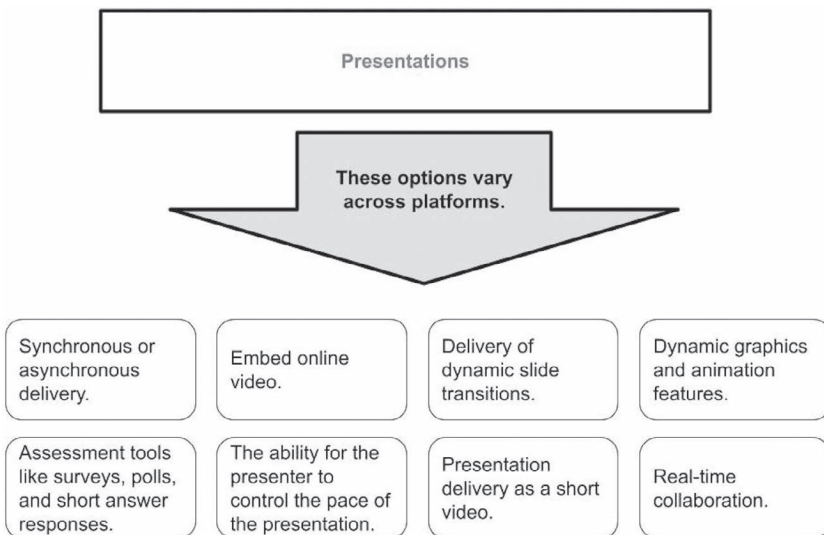 Presentations
These options vary
across platforms.
Synchronous or
asynchronous
delivery.
Embed online
video.
Delivery of
dynamic slide
transitions.
Dynamic graphics
and animation
features.
Assessment tools
like surveys, polls,
and short answer
responses.
The ability for the
presenter to
control the pace of
the presentation.
Presentation
delivery as a short
video.
Real-time
collaboration.